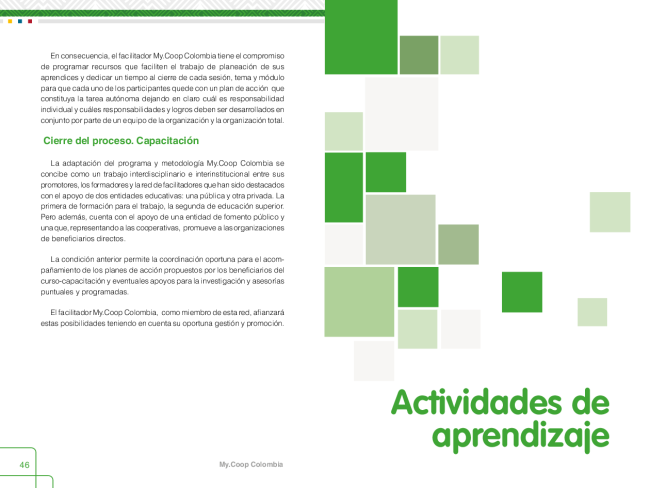 En consecuencia, el facilitador My.Coop Colombia tiene el compromiso
de programar recursos que faciliten el trabajo de planeación de sus
aprendices y dedicar un tiempo al cierre de cada sesión, tema y módulo
para que cada uno de los participantes quede con un plan de acción que
constituya la tarea autónoma dejando en claro cuál es responsabilidad
individual y cuáles responsabilidades y logros deben ser desarrollados en
conjunto por parte de un equipo de la organización y la organización total.
Cierre del proceso. Capacitación
La adaptación del programa y metodología My.Coop Colombia se
concibe como un trabajo interdisciplinario e interinstitucional entre sus
promotores, los formadores y la red de facilitadores que han sido destacados
con el apoyo de dos entidades educativas: una pública y otra privada. La
primera de formación para el trabajo, la segunda de educación superior.
Pero además, cuenta con el apoyo de una entidad de fomento público y
una que, representando a las cooperativas, promueve a las organizaciones
de beneficiarios directos.
La condición anterior permite la coordinación oportuna para el acom-
pañamiento de los planes de acción propuestos por los beneficiarios del
curso-capacitación y eventuales apoyos para la investigación y asesorías
puntuales y programadas.
El facilitador My.Coop Colombia, como miembro de esta red, afianzará
estas posibilidades teniendo en cuenta su oportuna gestión y promoción.
46
My.Coop Colombia
Actividades de
aprendizaje